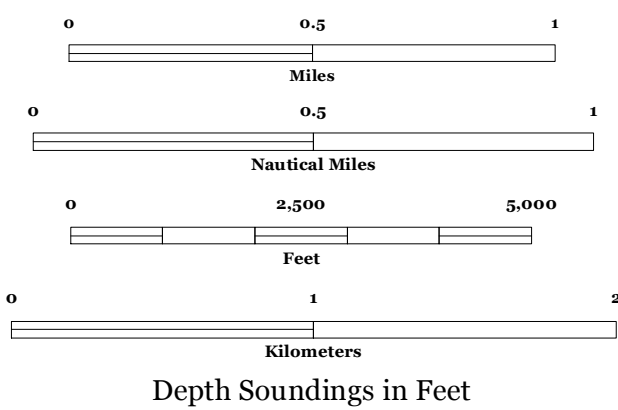 0 0.5 1
Miles
0 0.5 1
Nautical Miles
0 2,500 5,000
Feet
0 1 2
Kilometers
Depth Soundings in Feet